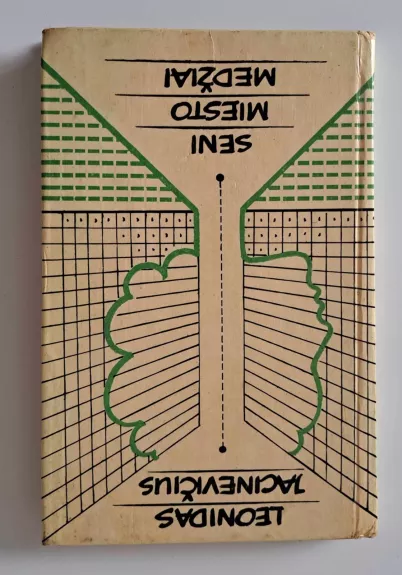 LEONIDAS
JACINEVIČIUS
SENI
MIESTO
MEDŽIAI